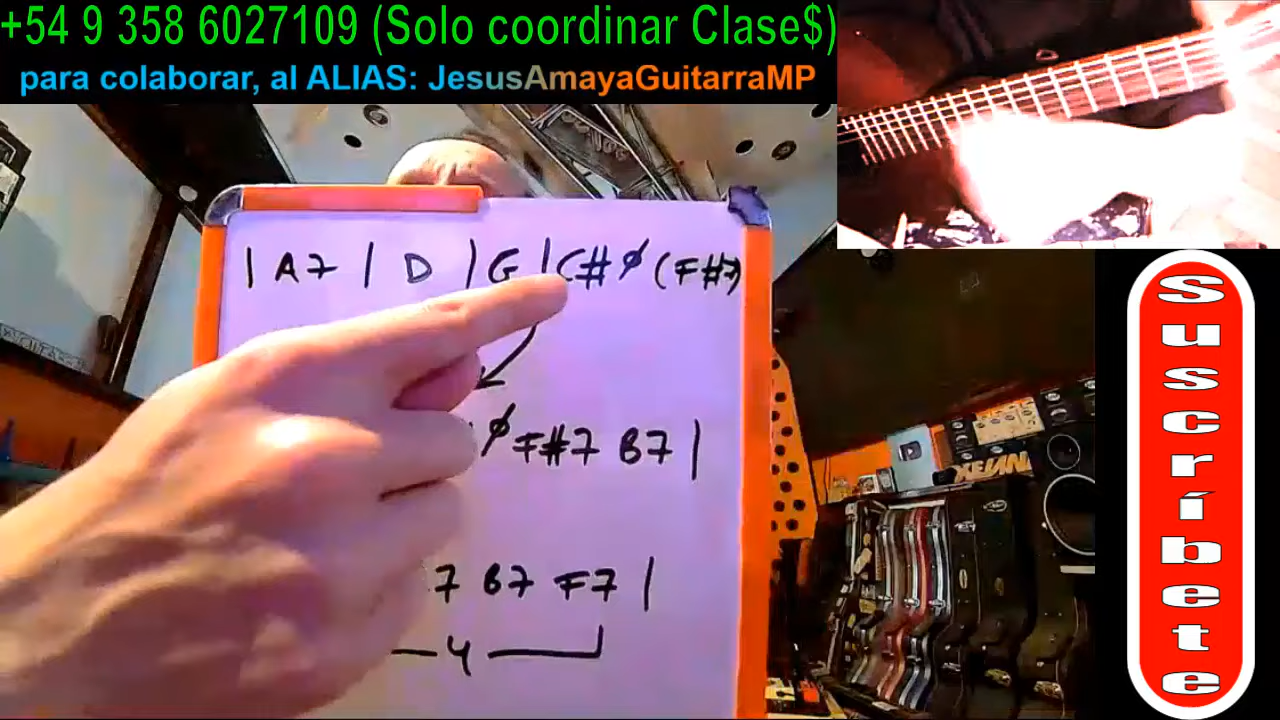 +54 9 358 6027109 (Solo coordinar Clase$)
para colaborar, al ALIAS: JesusAmayaGuitarraMP
| A7 | D | G | C# ø (F#7)
ø F#7 B7 |
7 B7 F7 |
4
Suscribete